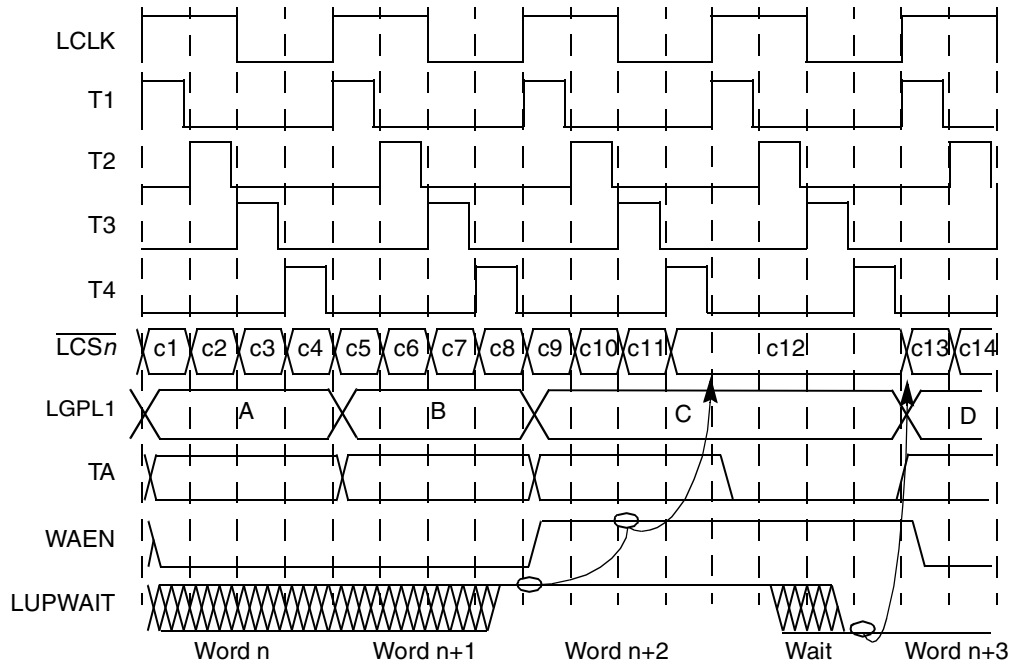 LCLK
T1
T2
T3
T4
LCSn c1 c2 c3 c4 c5 c6 c7 c8 c9 c10 c11 c12 c13 c14
LGPL1 A B C D
TA
WAEN
LUPWAIT
Word n Word n+1 Word n+2 Wait Word n+3